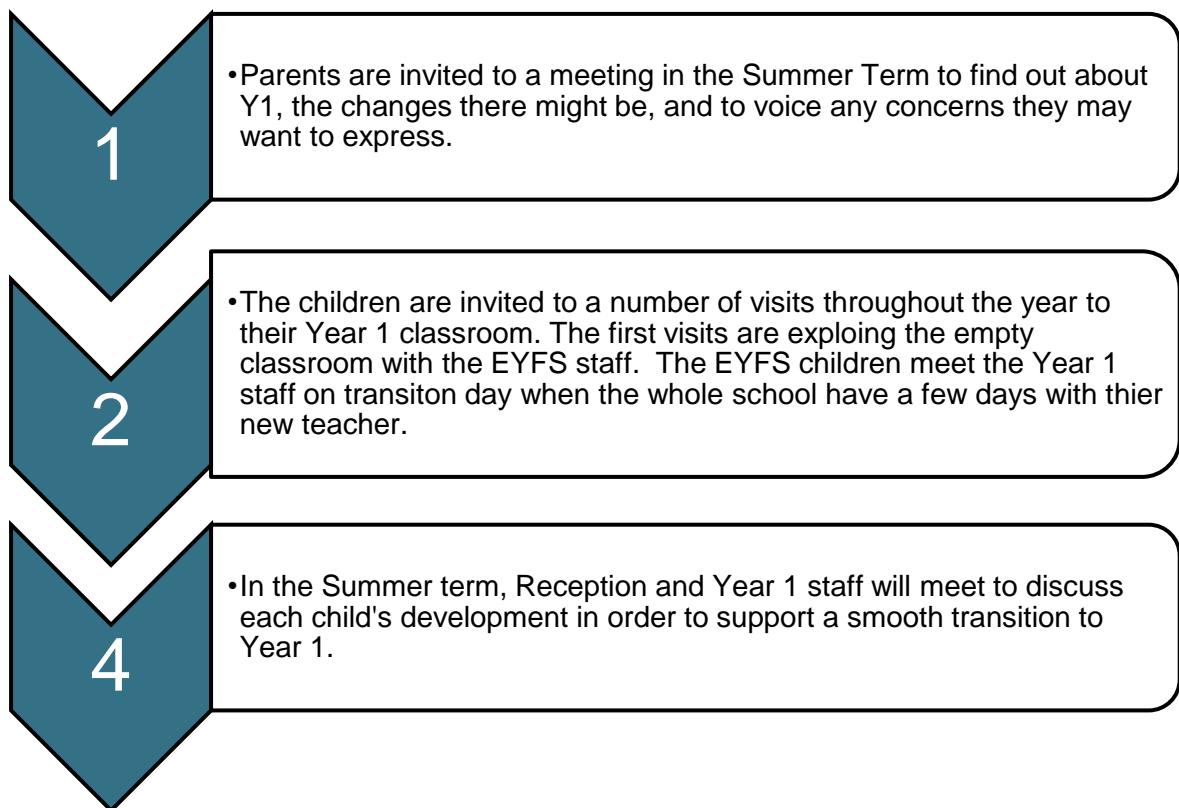 1
•Parents are invited to a meeting in the Summer Term to find out about
Y1, the changes there might be, and to voice any concerns they may
want to express.
2
•The children are invited to a number of visits throughout the year to
their Year 1 classroom. The first visits are exploing the empty
classroom with the EYFS staff.  The EYFS children meet the Year 1
staff on transiton day when the whole school have a few days with thier
new teacher.
4
•In the Summer term, Reception and Year 1 staff will meet to discuss
each child's development in order to support a smooth transition to
Year 1.